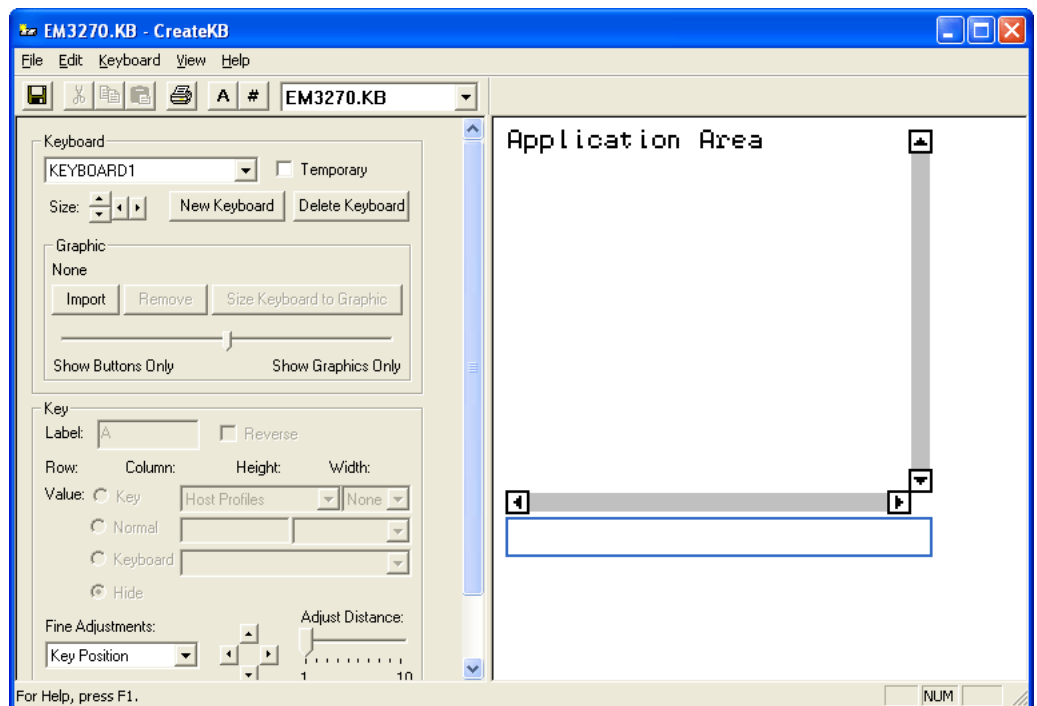 EM3270.KB - CreateKB
File Edit Keyboard View Help
A # EM3270.KB
Keyboard
KEYBOARD1 Temporary
Size: New Keyboard Delete Keyboard
Graphic
None
Import Remove Size Keyboard to Graphic
Show Buttons Only Show Graphics Only
Key
Label: A Reverse
Row: Column: Height: Width:
Value: Key Host Profiles None
Normal
Keyboard
Hide
Fine Adjustments: Adjust Distance:
Key Position
1 10
Application Area
For Help, press F1. NUM